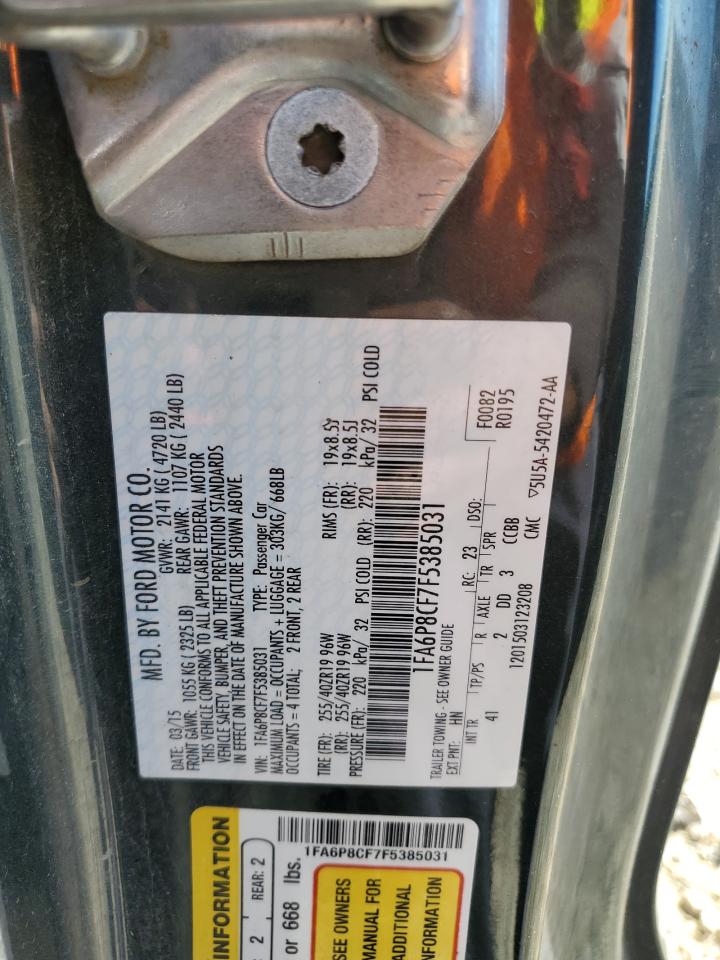 MFD. BY FORD MOTOR CO.
DATE: 03/15 GVWR: 2141 KG ( 4720 LB)
FRONT GAWR: 1055 KG ( 2325 LB) REAR GAWR: 1107 KG ( 2440 LB)
THIS VEHICLE CONFORMS TO ALL APPLICABLE FEDERAL MOTOR
VEHICLE SAFETY, BUMPER, AND THEFT PREVENTION STANDARDS
IN EFFECT ON THE DATE OF MANUFACTURE SHOWN ABOVE.
VIN: 1FA6P8CF7F5385031 TYPE: Passenger Car
MAXIMUM LOAD = OCCUPANTS + LUGGAGE = 303KG/ 668LB
OCCUPANTS = 4 TOTAL: 2 FRONT, 2 REAR
TIRE (FR): 255/40ZR19 96W RIMS (FR): 19x8.5J
(RR): 255/40ZR19 96W (RR): 19x8.5J
PRESSURE (FR): 220 kPa/ 32 PSI COLD (RR): 220 kPa/ 32 PSI COLD
1FA6P8CF7F5385031
TRAILER TOWING - SEE OWNER GUIDE F0082
EXT PNT: HN RC: 23 DSO: R0195
INT TR TP/PS R AXLE TR SPR
41 2 DD 3 CCBB
1201503123208 CMC ▽5U5A-5420472-AA
INFORMATION
2 REAR: 2
or 668 lbs.
1FA6P8CF7F5385031
SEE OWNERS
MANUAL FOR
ADDITIONAL
INFORMATION